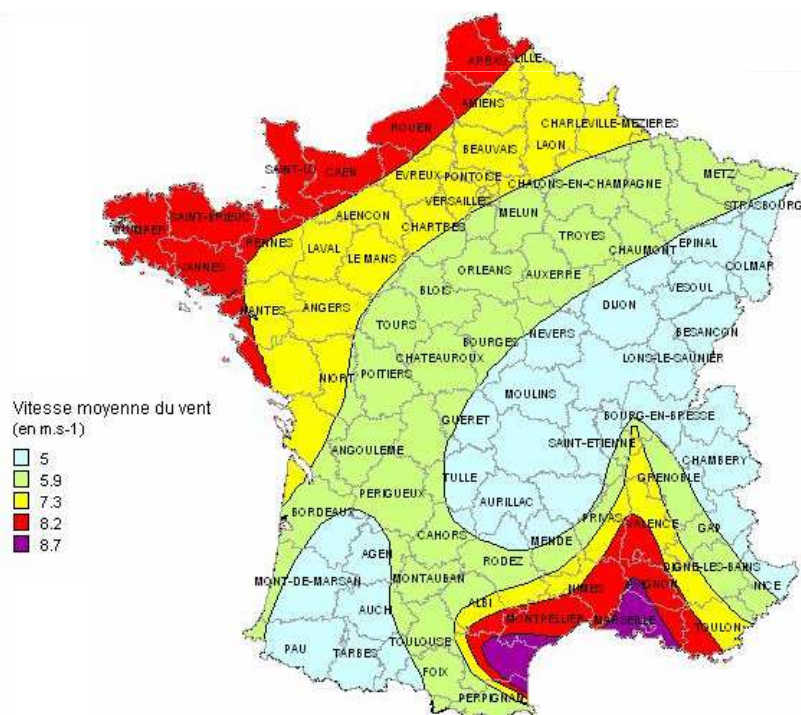 ARRAS
LILLE
AMIENS
ROUEN
CHARLEVILLE-MEZIERES
BEAUVAIS
LAON
SAINT-LO
CAEN
EVREUX
PONTOISE
METZ
CHALONS-EN-CHAMPAGNE
VERSAILLES
STRASBOURG
SAINT-BRIEUC
ALENCON
MELUN
QUIMPER
CHARTRES
TROYES
RENNES
LAVAL
EPINAL
CHAUMONT
LE MANS
VANNES
ORLEANS
AUXERRE
COLMAR
BLOIS
VESOUL
NANTES
ANGERS
DIJON
TOURS
NEVERS
BESANCON
BOURGES
CHATEAUROUX
LONS-LE-SAUNIER
NIORT
POITIERS
MOULINS
Vitesse moyenne du vent
(en m.s-1)
GUERET
BOURG-EN-BRESSE
SAINT-ETIENNE
ANGOULEME
CHAMBERY
5
5.9
7.3
8.2
8.7
TULLE
GRENOBLE
PERIGUEUX
AURILLAC
BORDEAUX
PRIVAS
VALENCE
CAHORS
MENDE
GAP
AGEN
RODEZ
DIGNE-LES-BAINS
MONT-DE-MARSAN
MONTAUBAN
NIMES
AVIGNON
NICE
ALBI
AUCH
MONTPELLIER
MARSEILLE
TOULON
TOULOUSE
PAU
TARBES
FOIX
PERPIGNAN